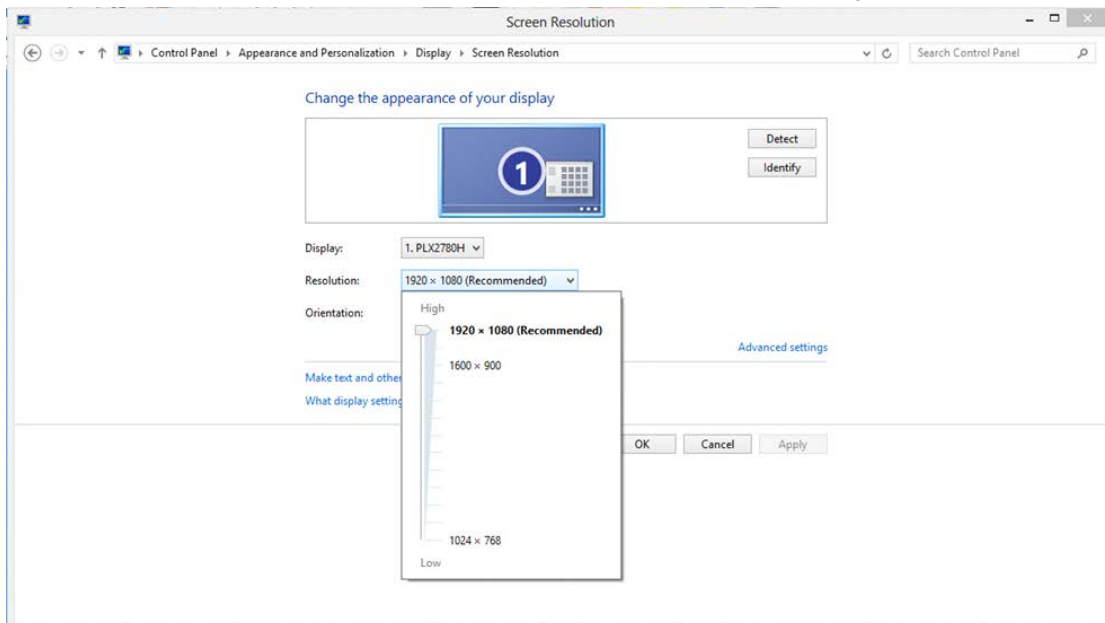 Screen Resolution
Control Panel Appearance and Personalization Display Screen Resolution
Search Control Panel
Change the appearance of your display
1
Detect
Identify
Display: 1. PLX2780H
Resolution: 1920 × 1080 (Recommended)
Orientation:
High
1920 × 1080 (Recommended)
1600 × 900
1024 × 768
Low
Advanced settings
Make text and other
What display setting
OK Cancel Apply